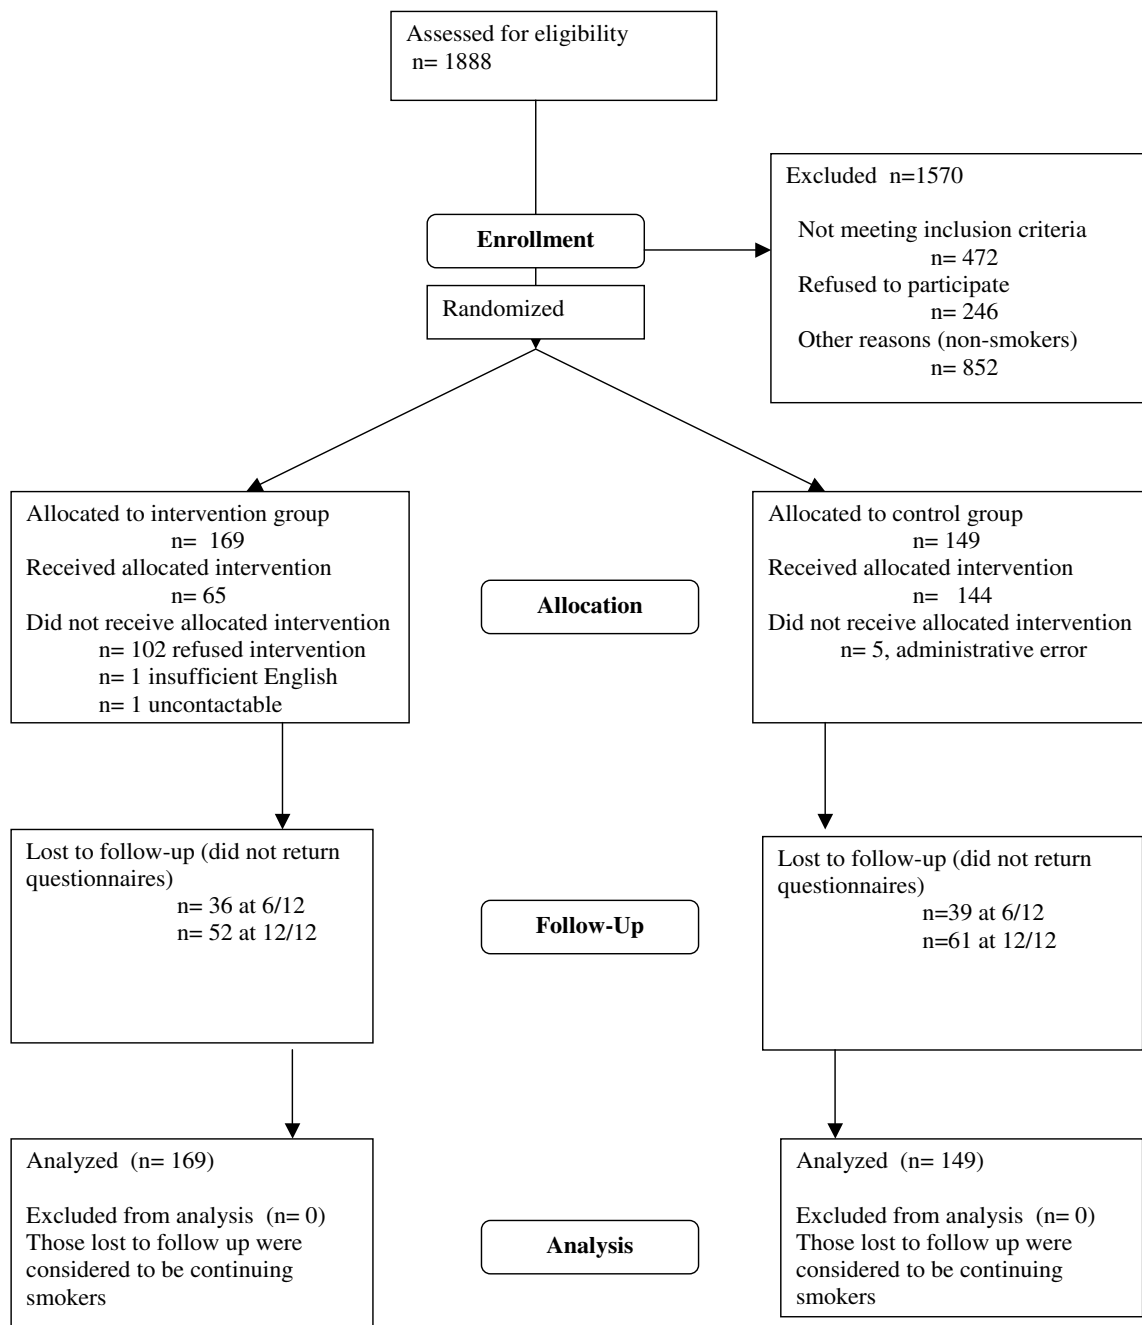 Assessed for eligibility
n= 1888
Excluded n=1570
Not meeting inclusion criteria
n= 472
Refused to participate
n= 246
Other reasons (non-smokers)
n= 852
Enrollment
Randomized
Allocated to intervention group
n= 169
Received allocated intervention
n= 65
Did not receive allocated intervention
n= 102 refused intervention
n= 1 insufficient English
n= 1 uncontactable
Allocation
Allocated to control group
n= 149
Received allocated intervention
n= 144
Did not receive allocated intervention
n= 5, administrative error
Lost to follow-up (did not return
questionnaires)
n= 36 at 6/12
n= 52 at 12/12
Follow-Up
Lost to follow-up (did not return
questionnaires)
n=39 at 6/12
n=61 at 12/12
Analyzed (n= 169)
Excluded from analysis (n= 0)
Those lost to follow up were
considered to be continuing
smokers
Analysis
Analyzed (n= 149)
Excluded from analysis (n= 0)
Those lost to follow up were
considered to be continuing
smokers